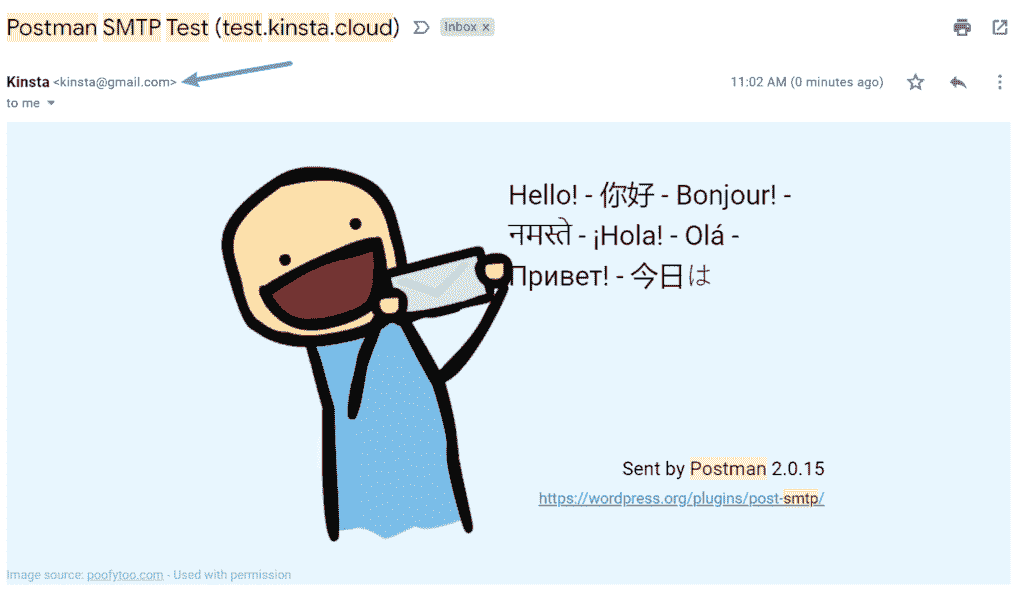 Postman SMTP Test (test.kinsta.cloud) Inbox ×
Kinsta <kinsta@gmail.com> 11:02 AM (0 minutes ago)
to me
Hello! - 你好 - Bonjour! -
नमस्ते - ¡Hola! - Olá -
Привет! - 今日は
Sent by Postman 2.0.15
https://wordpress.org/plugins/post-smtp/
Image source: poofytoo.com - Used with permission